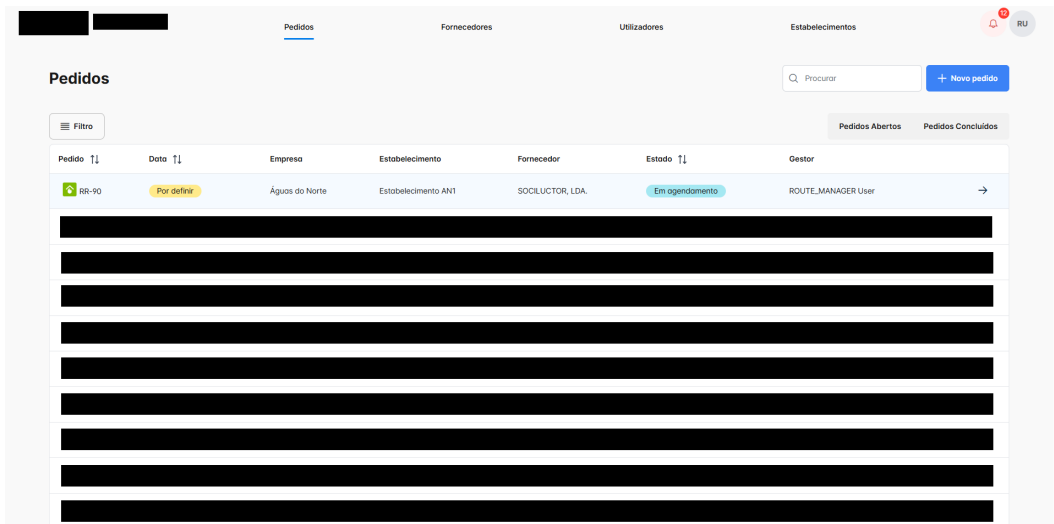 Pedidos Fornecedores Utilizadores Estabelecimentos 12 RU
Pedidos Procurar + Novo pedido
Filtro Pedidos Abertos Pedidos Concluídos
Pedido Data Empresa Estabelecimento Fornecedor Estado Gestor
RR-90 Por definir Águas do Norte Estabelecimento AN1 SOCILUCTOR, LDA. Em agendamento ROUTE_MANAGER User